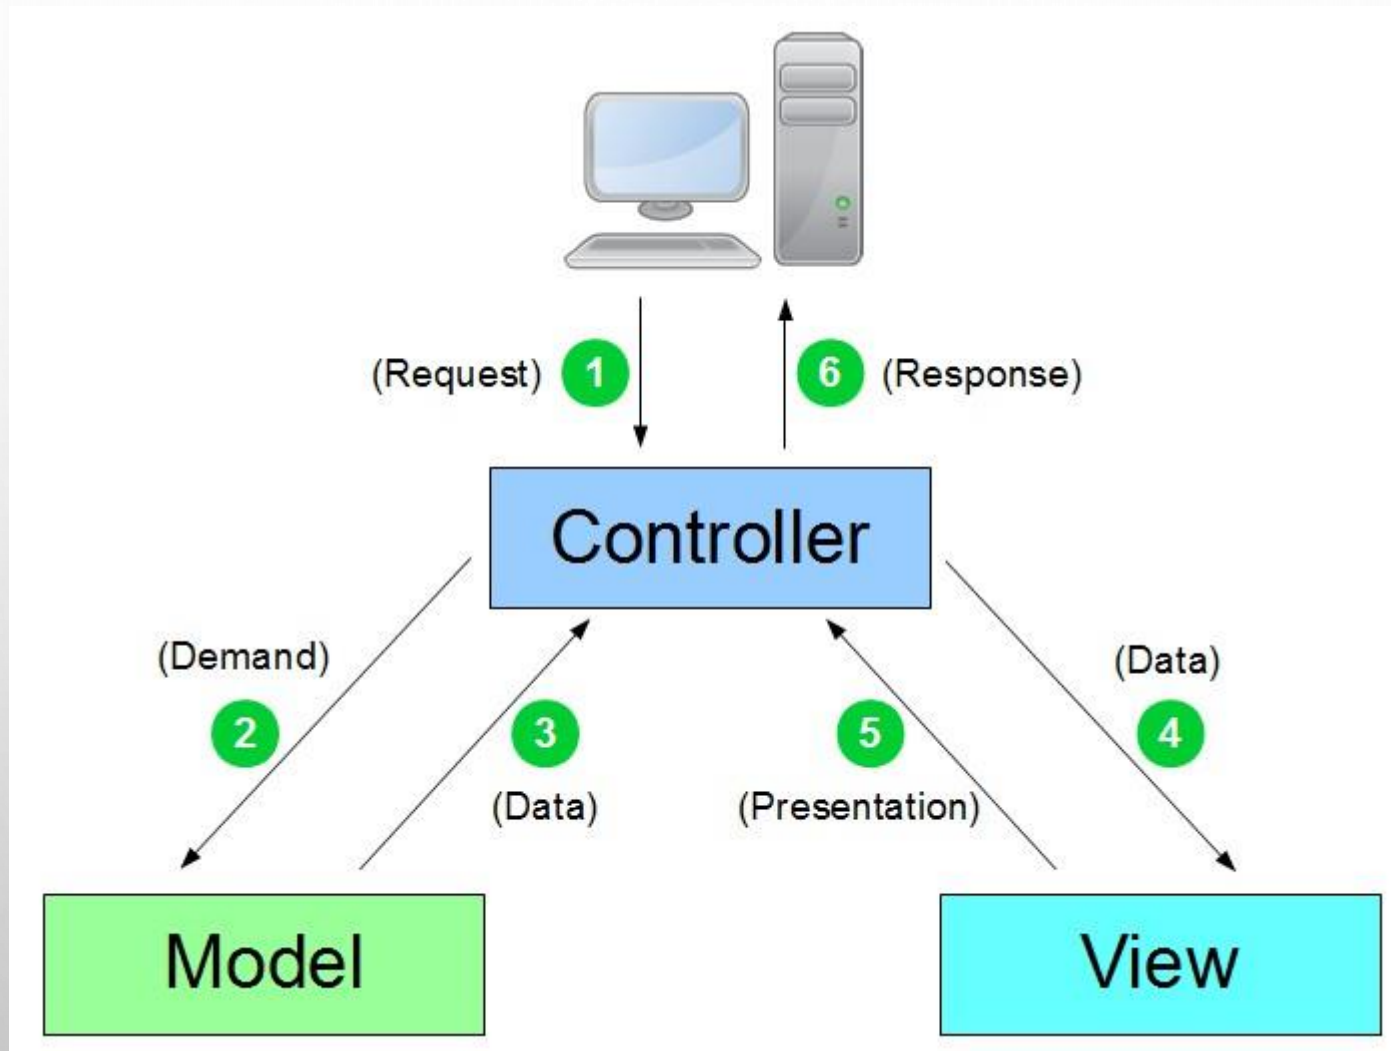 (Request) 1 6 (Response)
Controller
(Demand) (Data)
2 3 5 4
(Data) (Presentation)
Model View